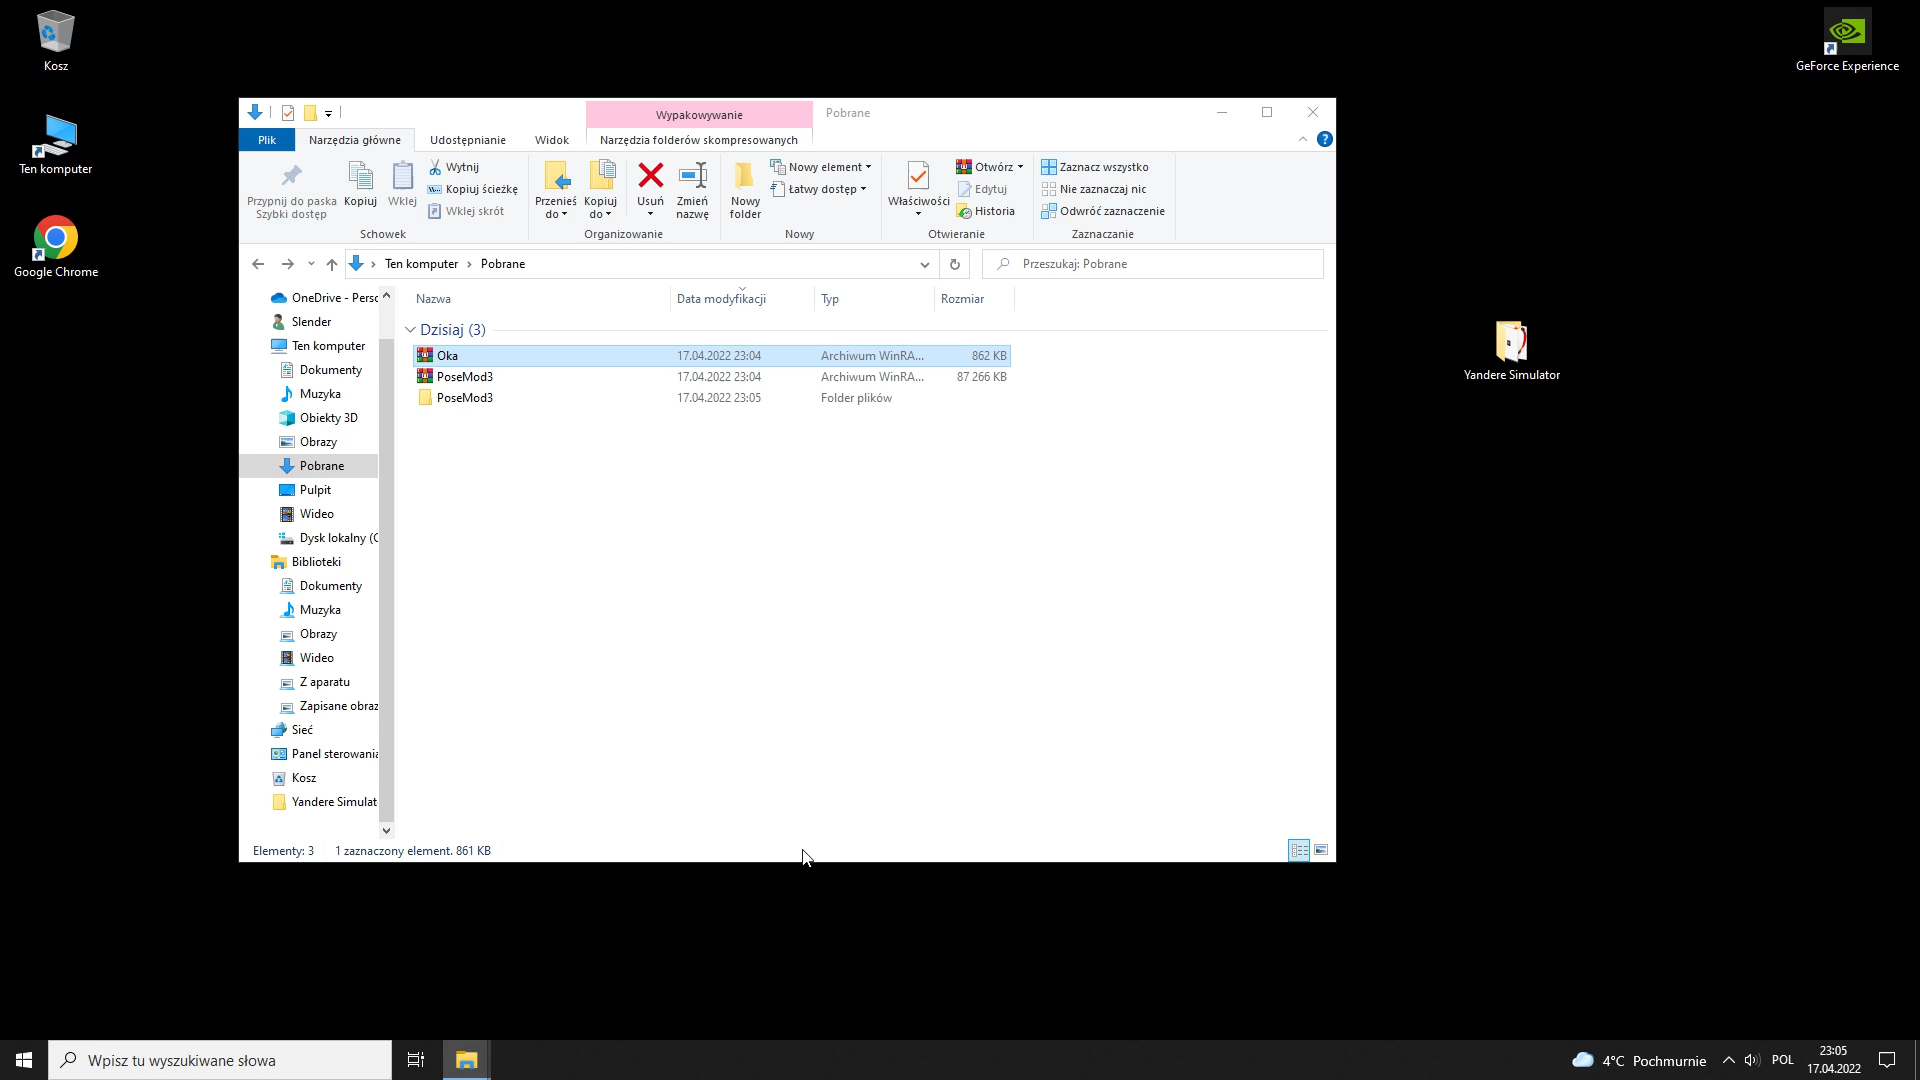 Kosz
GeForce Experience
Ten komputer
Google Chrome
Yandere Simulator
Wypakowywanie
Pobrane
Plik
Narzędzia główne
Udostępnianie
Widok
Narzędzia folderów skompresowanych
Przypnij do paska
Szybki dostęp
Kopiuj
Wklej
Wytnij
Kopiuj ścieżkę
Wklej skrót
Schowek
Przenieś
do
Kopiuj
do
Usuń
Zmień
nazwę
Organizowanie
Nowy
folder
Nowy element
Łatwy dostęp
Nowy
Właściwości
Otwórz
Edytuj
Historia
Otwieranie
Zaznacz wszystko
Nie zaznaczaj nic
Odwróć zaznaczenie
Zaznaczanie
Ten komputer
Pobrane
Przeszukaj: Pobrane
OneDrive - Perso
Slender
Ten komputer
Dokumenty
Muzyka
Obiekty 3D
Obrazy
Pobrane
Pulpit
Wideo
Dysk lokalny (C
Biblioteki
Dokumenty
Muzyka
Obrazy
Wideo
Z aparatu
Zapisane obraz
Sieć
Panel sterowania
Kosz
Yandere Simulat
Nazwa Data modyfikacji Typ Rozmiar
Dzisiaj (3)
Oka 17.04.2022 23:04 Archiwum WinRA... 862 KB
PoseMod3 17.04.2022 23:04 Archiwum WinRA... 87 266 KB
PoseMod3 17.04.2022 23:05 Folder plików
Elementy: 3 1 zaznaczony element. 861 KB
Wpisz tu wyszukiwane słowa
4°C Pochmurnie
POL
23:05
17.04.2022